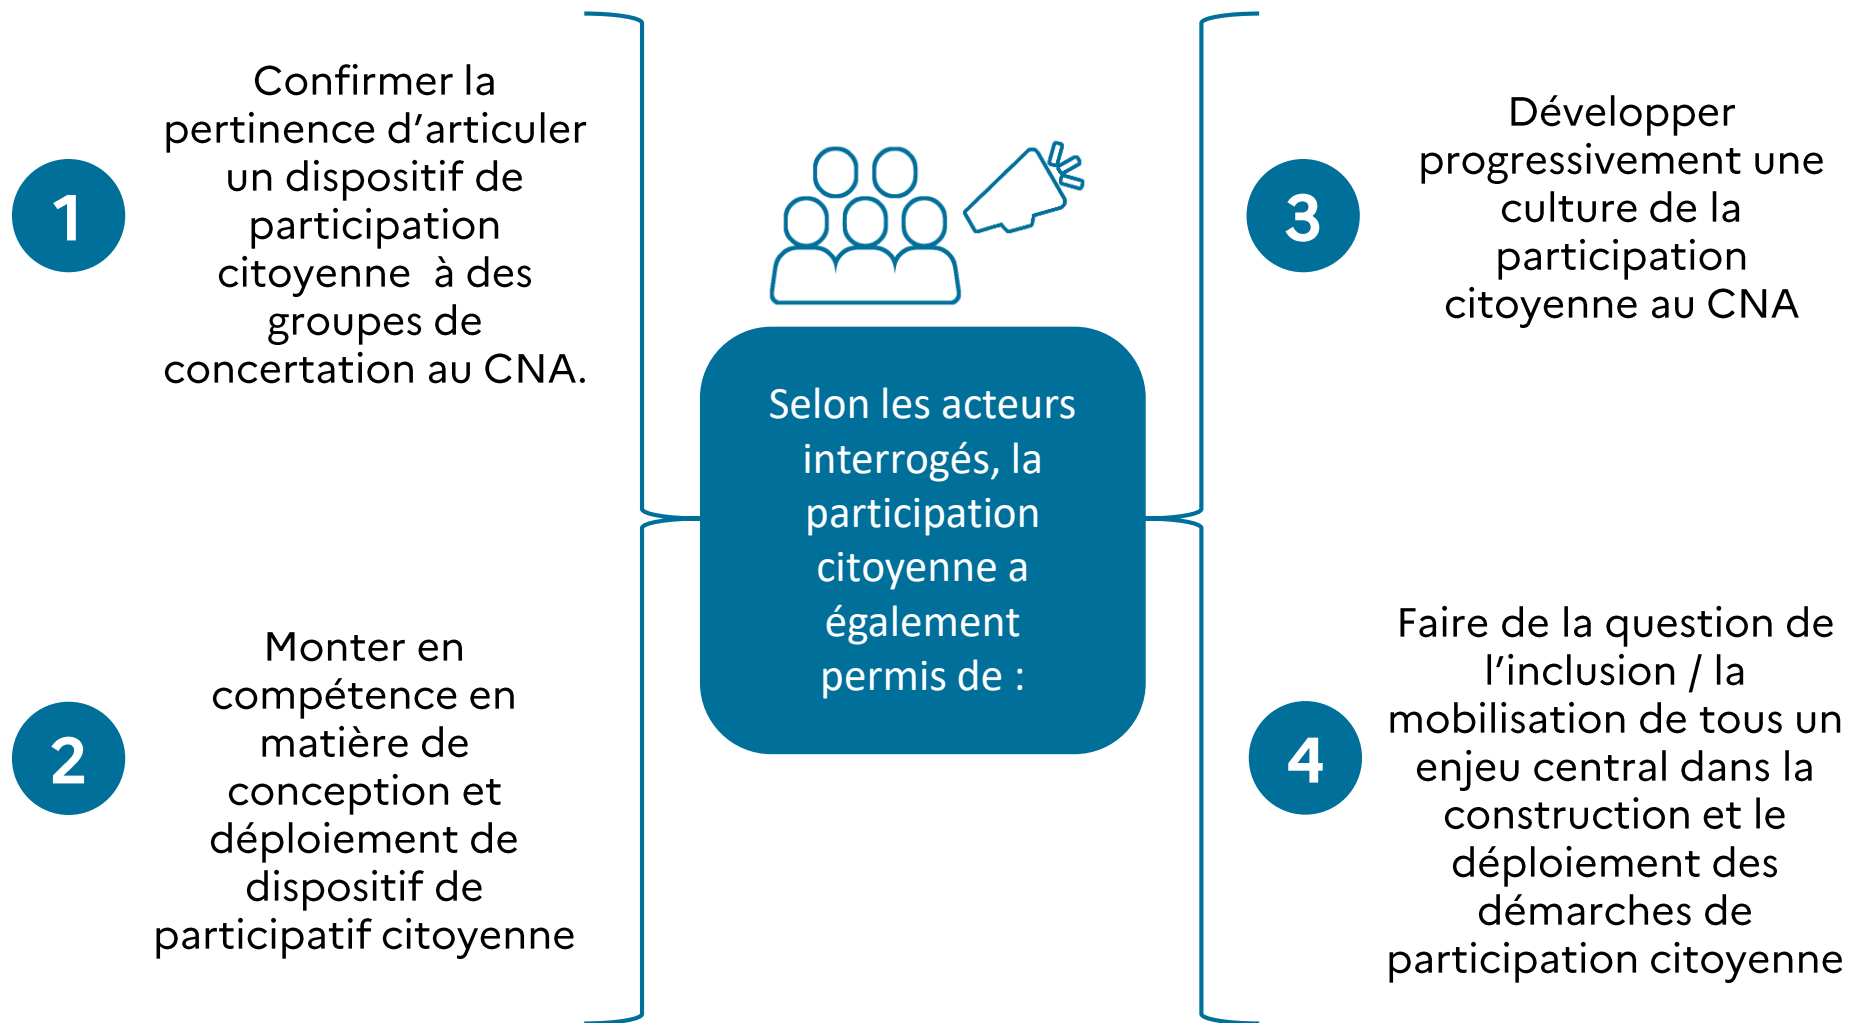 1
Confirmer la
pertinence d’articuler
un dispositif de
participation
citoyenne  à des
groupes de
concertation au CNA.
2
Monter en
compétence en
matière de
conception et
déploiement de
dispositif de
participatif citoyenne
Selon les acteurs
interrogés, la
participation
citoyenne a
également
permis de :
3
Développer
progressivement une
culture de la
participation
citoyenne au CNA
4
Faire de la question de
l’inclusion / la
mobilisation de tous un
enjeu central dans la
construction et le
déploiement des
démarches de
participation citoyenne